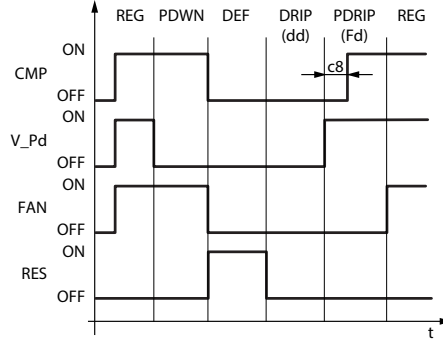 REG PDWN DEF DRIP PDRIP REG
(dd) (Fd)
ON
CMP
OFF
c8
ON
V_Pd
OFF
ON
FAN
OFF
ON
RES
OFF
t